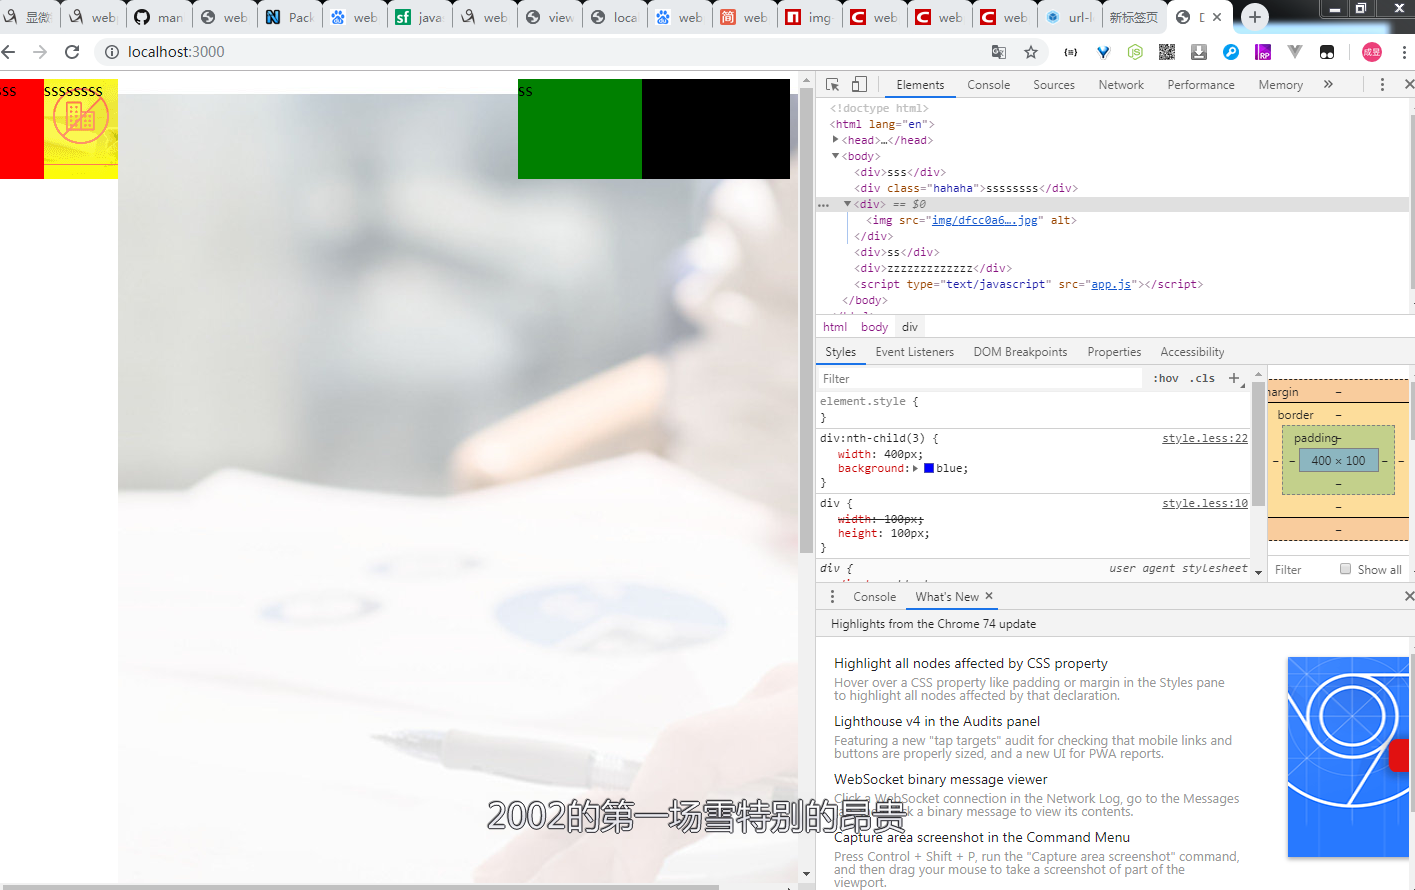 显微
web
man
web
Pack
web
java
web
view
loca
web
web
img-
web
web
web
url-l
新标签页
D
localhost:3000
成昱
sss
ssssssss
ss
Elements
Console
Sources
Network
Performance
Memory
<!doctype html>
<html lang="en">
<head>…</head>
<body>
<div>sss</div>
<div class="hahaha">ssssssss</div>
<div> == $0
<img src="img/dfcc0a6….jpg" alt>
</div>
<div>ss</div>
<div>zzzzzzzzzzzzz</div>
<script type="text/javascript" src="app.js"></script>
</body>
html body div
Styles
Event Listeners
DOM Breakpoints
Properties
Accessibility
Filter
:hov .cls +
element.style {
}
div:nth-child(3) { style.less:22
width: 400px;
background: blue;
}
div { style.less:10
width: 100px;
height: 100px;
}
div { user agent stylesheet
margin –
border –
padding –
– – – 400 × 100 – – –
–
–
–
Filter
Show all
Console
What's New
Highlights from the Chrome 74 update
Highlight all nodes affected by CSS property
Hover over a CSS property like padding or margin in the Styles pane
to highlight all nodes affected by that declaration.
Lighthouse v4 in the Audits panel
Featuring a new "tap targets" audit for checking that mobile links and
buttons are properly sized, and a new UI for PWA reports.
WebSocket binary message viewer
Click a WebSocket connection in the Network Log, go to the Messages
a binary message to view its contents.
2002的第一场雪特别的昂贵
Capture area screenshot in the Command Menu
Press Control + Shift + P, run the "Capture area screenshot" command,
and then drag your mouse to take a screenshot of part of the
viewport.